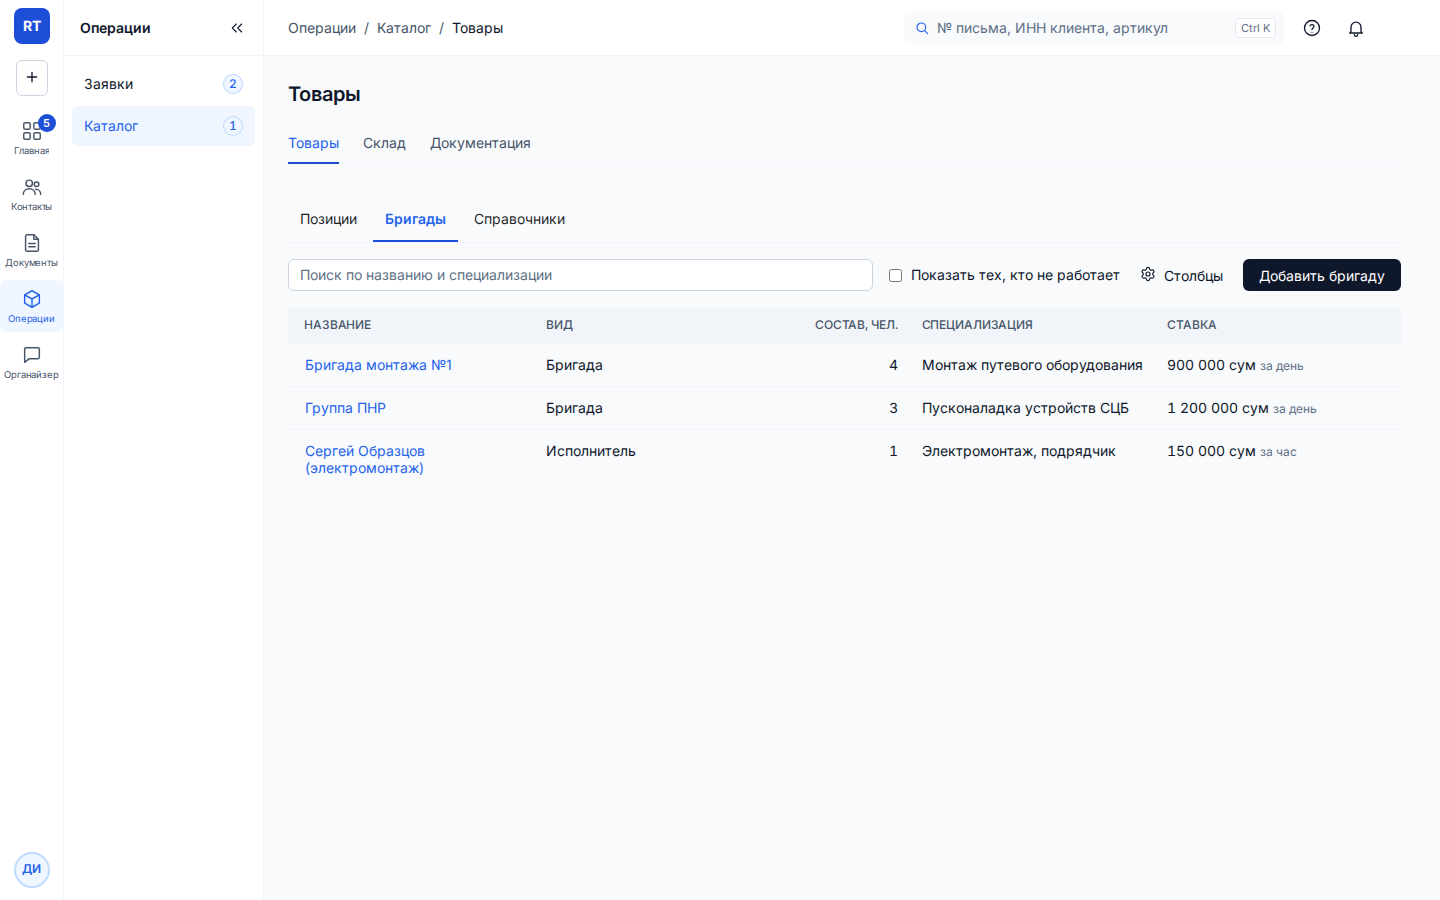 RT
Операции
Операции / Каталог / Товары
№ письма, ИНН клиента, артикул
Ctrl K
5
Главная
Контакты
Документы
Операции
Органайзер
ДИ
Заявки 2
Каталог 1
Товары
Товары Склад Документация
Позиции Бригады Справочники
Поиск по названию и специализации
Показать тех, кто не работает
Столбцы
Добавить бригаду
НАЗВАНИЕ ВИД СОСТАВ, ЧЕЛ. СПЕЦИАЛИЗАЦИЯ СТАВКА
Бригада монтажа №1 Бригада 4 Монтаж путевого оборудования 900 000 сум за день
Группа ПНР Бригада 3 Пусконаладка устройств СЦБ 1 200 000 сум за день
Сергей Образцов Исполнитель 1 Электромонтаж, подрядчик 150 000 сум за час
(электромонтаж)